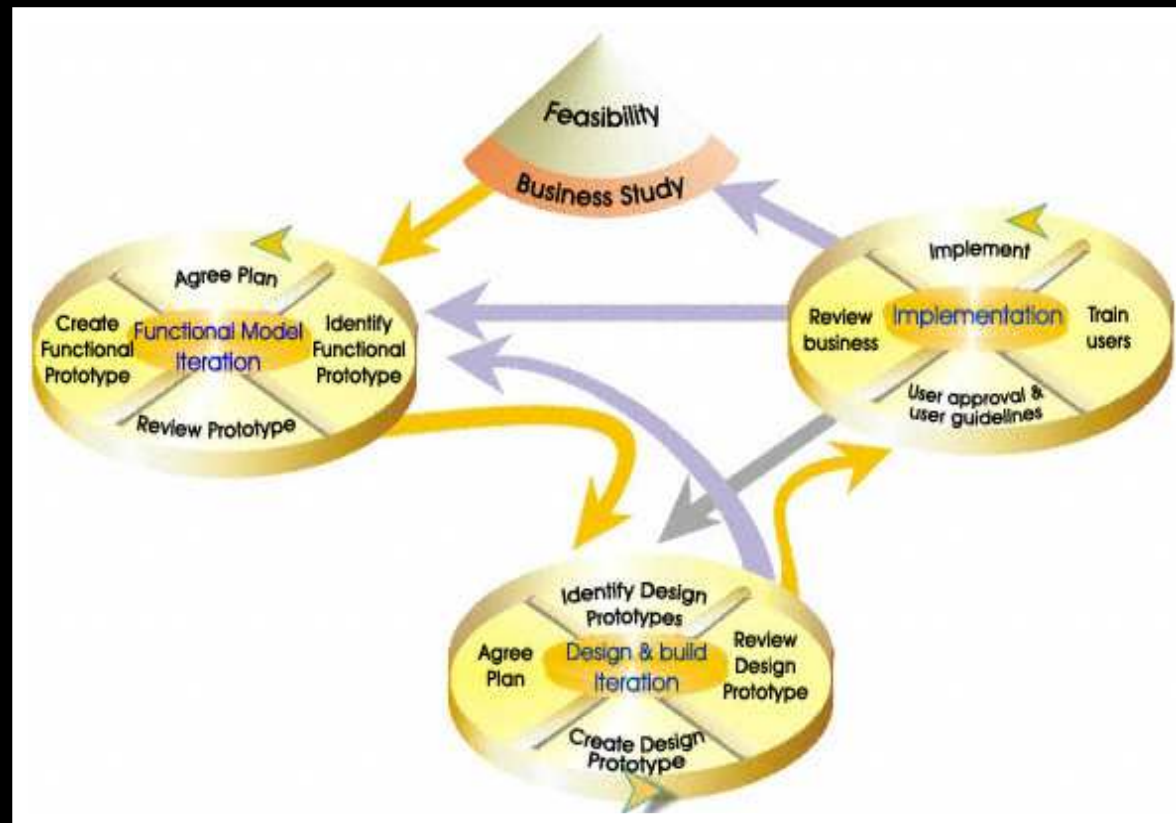 Feasibility
Business Study
Agree Plan
Create
Functional
Prototype
Functional Model
Iteration
Identify
Functional
Prototype
Review Prototype
Implement
Review
business
Implementation
Train
users
User approval &
user guidelines
Identify Design
Prototypes
Agree
Plan
Design & build
Iteration
Review
Design
Prototype
Create Design
Prototype